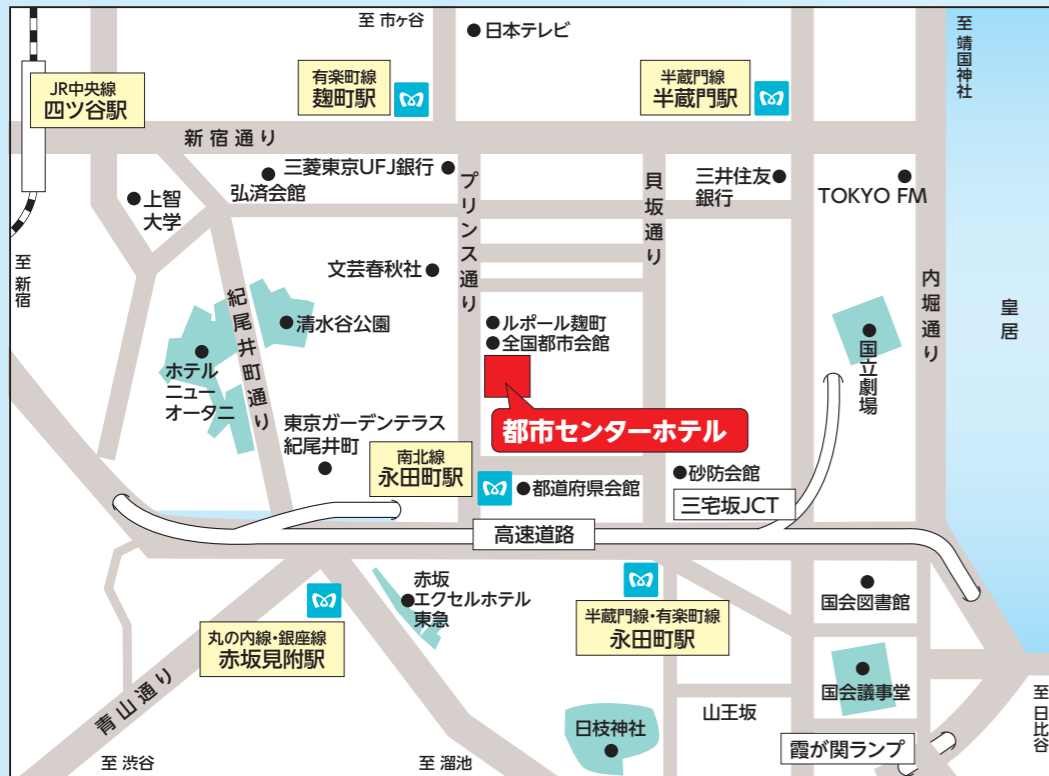 至 市ヶ谷
日本テレビ
至 靖国神社
JR中央線
四ツ谷駅
有楽町線
麹町駅
半蔵門線
半蔵門駅
新宿通り
三菱東京UFJ銀行
弘済会館
上智
大学
プリンス通り
貝坂通り
三井住友
銀行
TOKYO FM
至 新宿
文芸春秋社
紀尾井町通り
清水谷公園
ルポール麹町
全国都市会館
内堀通り
皇居
国立劇場
ホテル
ニュー
オータニ
都市センターホテル
東京ガーデンテラス
紀尾井町
南北線
永田町駅
都道府県会館
砂防会館
三宅坂JCT
高速道路
赤坂
エクセルホテル
東急
丸の内線・銀座線
赤坂見附駅
半蔵門線・有楽町線
永田町駅
国会図書館
国会議事堂
青山通り
日枝神社
山王坂
霞が関ランプ
至 日比谷
至 渋谷
至 溜池